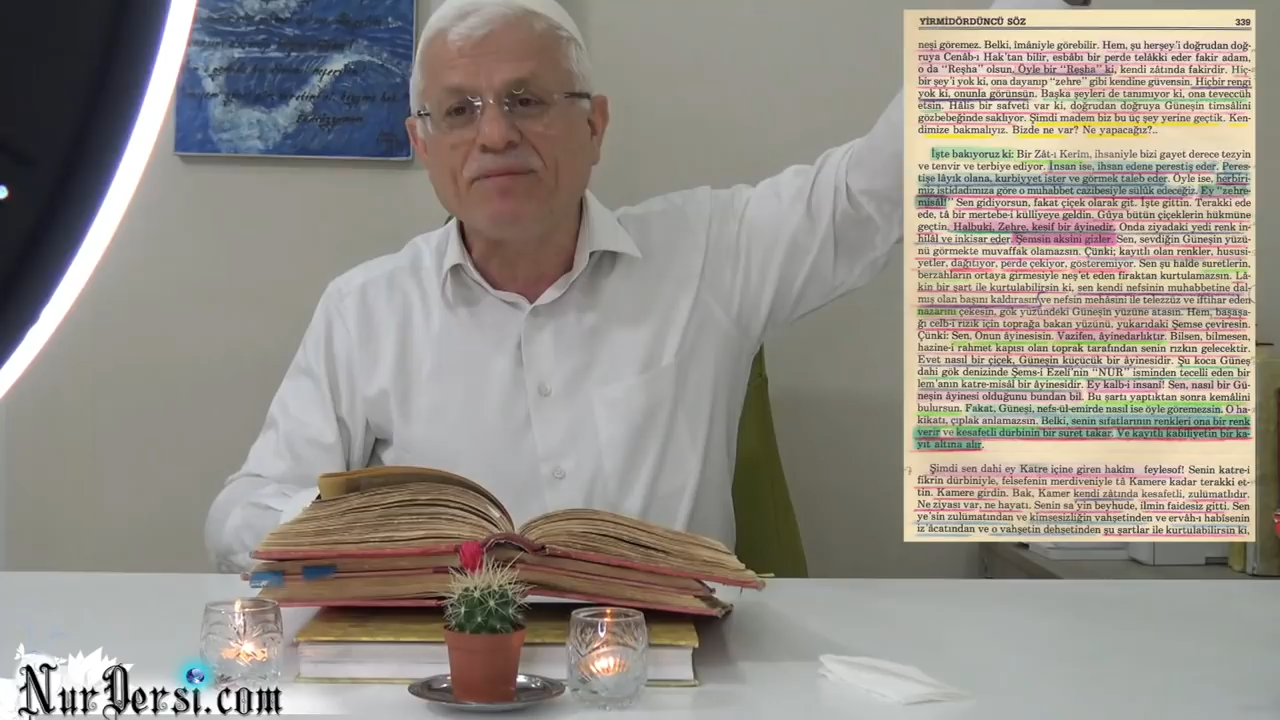 YİRMİDÖRDÜNCÜ SÖZ 339
neşi göremez. Belki, îmâniyle görebilir. Hem, şu herşey'i doğrudan doğ-
ruya Cenâb-ı Hak'tan bilir, esbâbı bir perde telâkki eder fakir adam,
o da "Reşha" olsun. Öyle bir "Reşha" ki, kendi zâtında fakirdir. Hiç-
bir şey'i yok ki, ona dayanıp "zehre" gibi kendine güvensin. Hiçbir rengi
yok ki, onunla görünsün. Başka şeyleri de tanımıyor ki, ona teveccüh
etsin. Hâlis bir safveti var ki, doğrudan doğruya Güneşin timsâlini
gözbebeğinde saklıyor. Şimdi madem biz bu üç şey yerine geçtik. Ken-
dimize bakmalıyız. Bizde ne var? Ne yapacağız?..
İşte bakıyoruz ki: Bir Zât-ı Kerîm, ihsaniyle bizi gayet derece tezyin
ve tenvir ve terbiye ediyor. İnsan ise, ihsan edene perestiş eder. Peres-
tişe lâyık olana, kurbiyyet ister ve görmek taleb eder. Öyle ise, herbiri-
miz istidadımıza göre o muhabbet cazibesiyle sülûk edeceğiz. Ey "zehre-
misâl!" Sen gidiyorsun, fakat çiçek olarak git. İşte gittin. Terakki ede
ede, tâ bir mertebe-i külliyeye geldin. Gûya bütün çiçeklerin hükmüne
geçtin. Halbuki, Zehre, kesif bir âyinedir. Onda ziyadaki yedi renk in-
hilâl ve inkisar eder. Şemsin aksini gizler. Sen, sevdiğin Güneşin yüzü-
nü görmekte muvaffak olamazsın. Çünki; kayıtlı olan renkler, hususi-
yetler, dağıtıyor, perde çekiyor, gösteremiyor. Sen şu halde suretlerin,
berzâhların ortaya girmesiyle neş'et eden firaktan kurtulamazsın. Lâ-
kin bir şart ile kurtulabilirsin ki, sen kendi nefsinin muhabbetine dal-
mış olan başını kaldırasın ve nefsin mehâsini ile telezzüz ve iftihar eden
nazarını çekesin, gök yüzündeki Güneşin yüzüne atasın. Hem, başaşa-
ğı celb-i rızık için toprağa bakan yüzünü, yukarıdaki Şemse çeviresin.
Çünki: Sen, Onun âyinesisin. Vazifen, âyinedarlıktır. Bilsen, bilmesen,
hazine-i rahmet kapısı olan toprak tarafından senin rızkın gelecektir.
Evet nasıl bir çiçek, Güneşin küçücük bir âyinesidir. Şu koca Güneş
dahi gök denizinde Şems-i Ezelî'nin "NUR" isminden tecelli eden bir
lem'anın katre-misâl bir âyinesidir. Ey kalb-i insanî! Sen, nasıl bir Gü-
neşin âyinesi olduğunu bundan bil. Bu şartı yaptıktan sonra kemâlini
bulursun. Fakat, Güneşi, nefs-ül-emirde nasıl ise öyle göremezsin. O ha-
kikatı, çıplak anlamazsın. Belki, senin sıfatlarının renkleri ona bir renk
verir ve kesafetli dürbinin bir suret takar. Ve kayıtlı kabiliyetin bir ka-
yıt altına alır.
Şimdi sen dahi ey Katre içine giren hakîm feylesof! Senin katre-i
fikrin dürbiniyle, felsefenin merdiveniyle tâ Kamere kadar terakki et-
tin. Kamere girdin. Bak, Kamer kendi zâtında kesafetli, zulümatlıdır.
Ne ziyası var, ne hayatı. Senin sa'yin beyhude, ilmin faidesiz gitti. Sen
ye'sin zulümatından ve kimsesizliğin vahşetinden ve ervâh-ı habîsenin
iz'âcatından ve o vahşetin dehşetinden şu şartlar ile kurtulabilirsin ki,
NurDersi.com